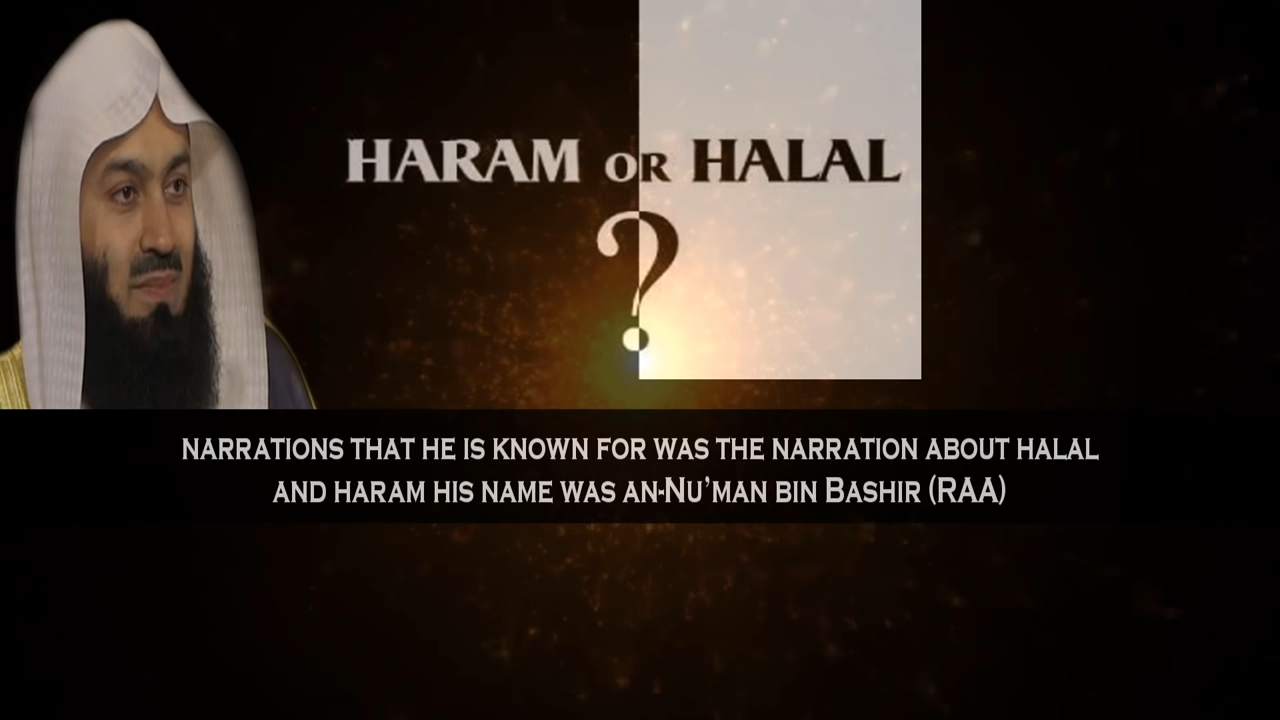 HARAM OR HALAL
?
NARRATIONS THAT HE IS KNOWN FOR WAS THE NARRATION ABOUT HALAL
AND HARAM HIS NAME WAS AN-NU’MAN BIN BASHIR (RAA)